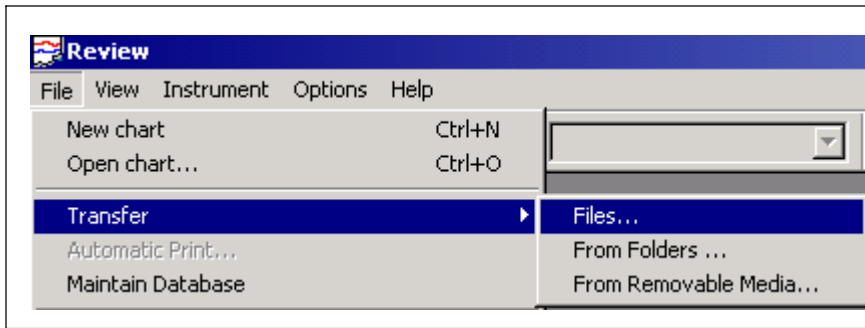 Review
File View Instrument Options Help
New chart Ctrl+N
Open chart... Ctrl+O
Transfer Files...
Automatic Print... From Folders ...
Maintain Database From Removable Media...